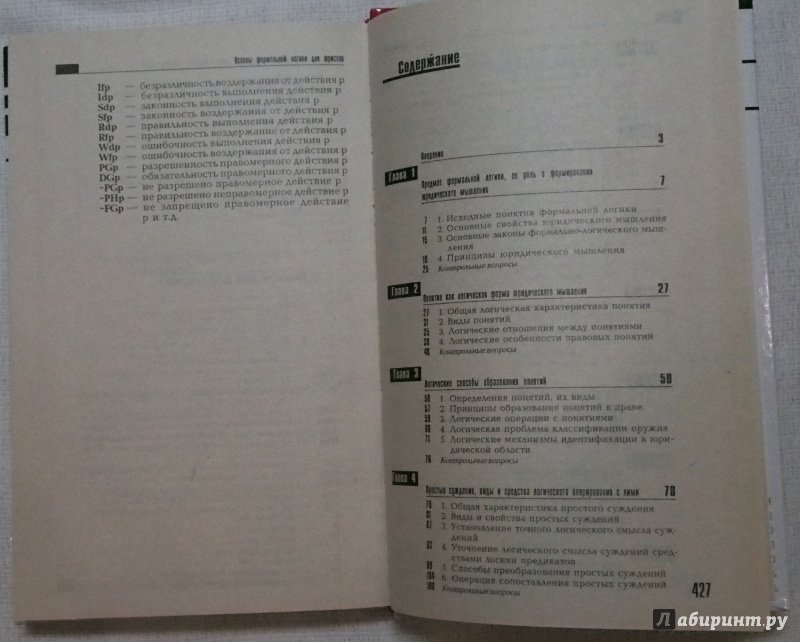 Основы формальной логики для юристов
Ifp — безразличность воздержания от действия р
Idp — безразличность выполнения действия р
Sdp — законность выполнения действия р
Sfp — законность воздержания от действия р
Rdp — правильность выполнения действия р
Rfp — правильность воздержание от действия р
Wdp — ошибочность выполнения действия р
Wfp — ошибочность воздержания от действия р
PGp — разрешенность правомерного действия р
DGp — обязательность правомерного действия р
-PGp — не разрешено правомерное действие р
-PHp — не разрешено неправомерное действие р
-FGp — не запрещено правомерное действие
р и т.д.
Содержание
Введение 3
Глава 1
Предмет формальной логики, ее роль в формировании
юридического мышления 7
7 1. Исходные понятия формальной логики
11 2. Основные свойства юридического мышления
15 3. Основные законы формально-логического мыш-
ления
19 4. Принципы юридического мышления
25 Контрольные вопросы
Глава 2
Понятие как логическая форма юридического мышления 27
27 1. Общая логическая характеристика понятия
31 2. Виды понятий
35 3. Логические отношения между понятиями
38 4. Логические особенности правовых понятий
48 Контрольные вопросы
Глава 3
Логические способы образования понятий 50
50 1. Определения понятий, их виды
57 2. Принципы образования понятий в праве
59 3. Логические операции с понятиями
66 4. Логическая проблема классификации оружия
71 5. Логические механизмы идентификации в юри-
дической области
76 Контрольные вопросы
Глава 4
Простые суждения, виды и средства логического оперирования с ними 78
78 1. Общая характеристика простого суждения
81 2. Виды и свойства простых суждений
87 3. Установление точного логического смысла суж-
дений
93 4. Уточнение логического смысла суждений сред-
ствами логики предикатов
98 5. Способы преобразования простых суждений
104 6. Операция сопоставления простых суждений
Контрольные вопросы
427
Лабиринт.ру